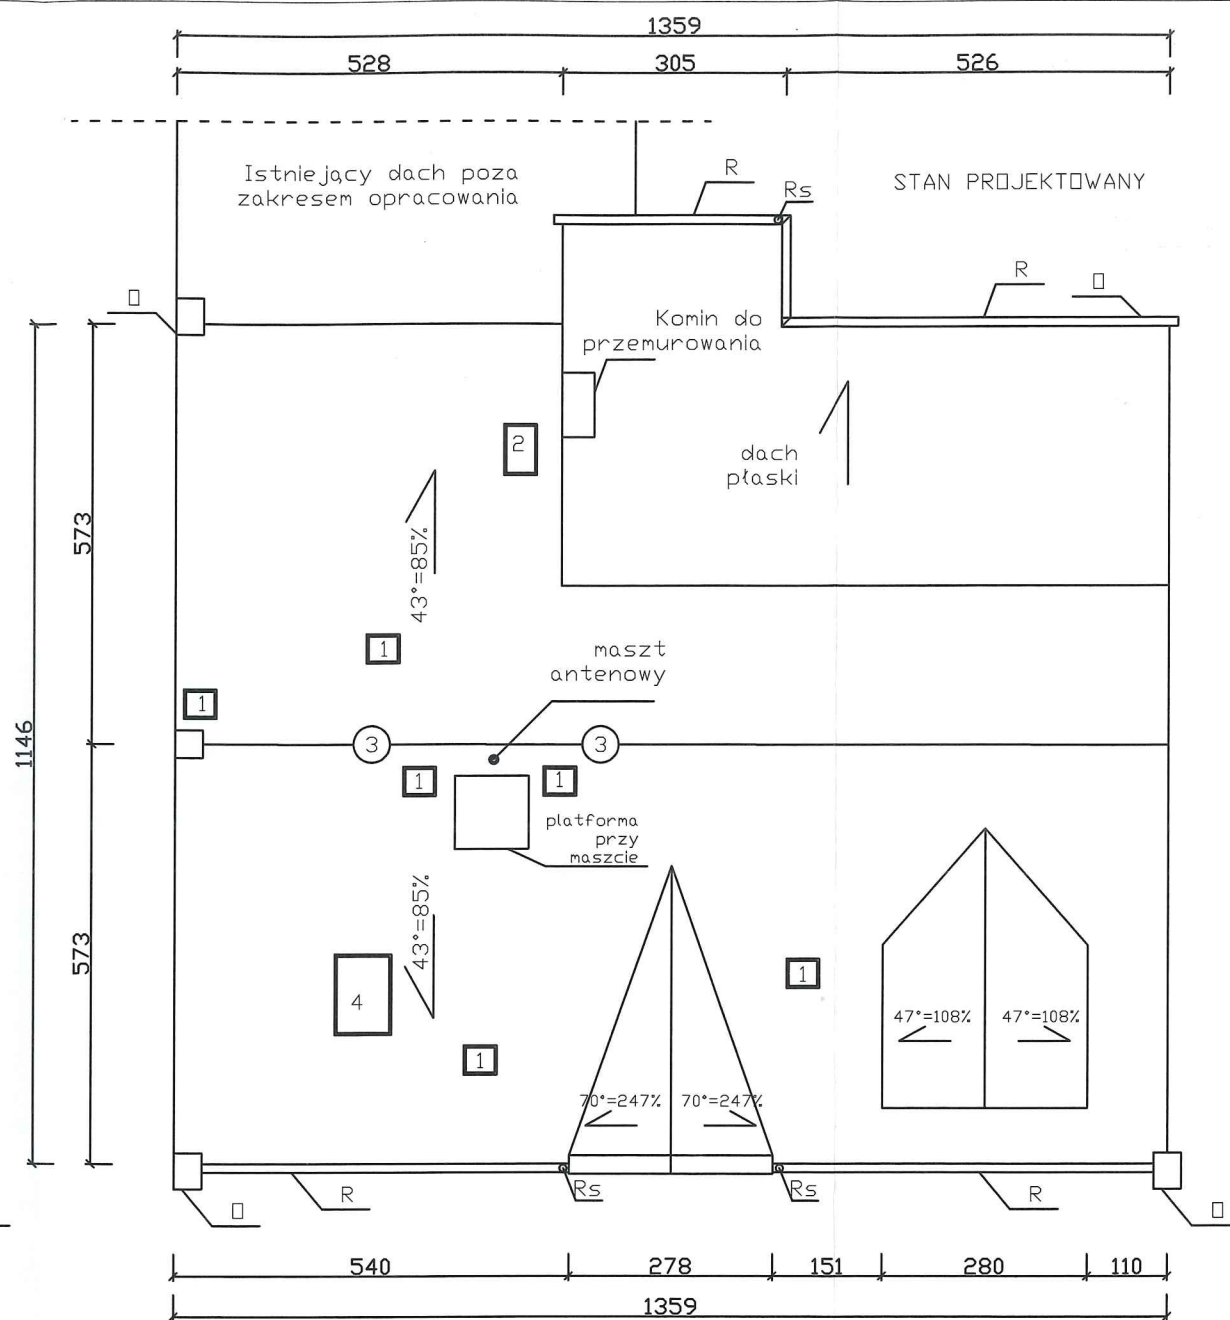 1359
528 305 526
Istniejący dach poza
zakresem opracowania
R
Rs
STAN PROJEKTOWANY
O
R
O
Komin do
przemurowania
2
dach
płaski
573
43°=85%
1
maszt
antenowy
1
1146
3
3
1
1
platforma
przy
maszcie
43°=85%
573
4
1
47°=108%
47°=108%
1
70°=247%
70°=247%
R
O
Rs
Rs
R
O
540 278 151 280 110
1359